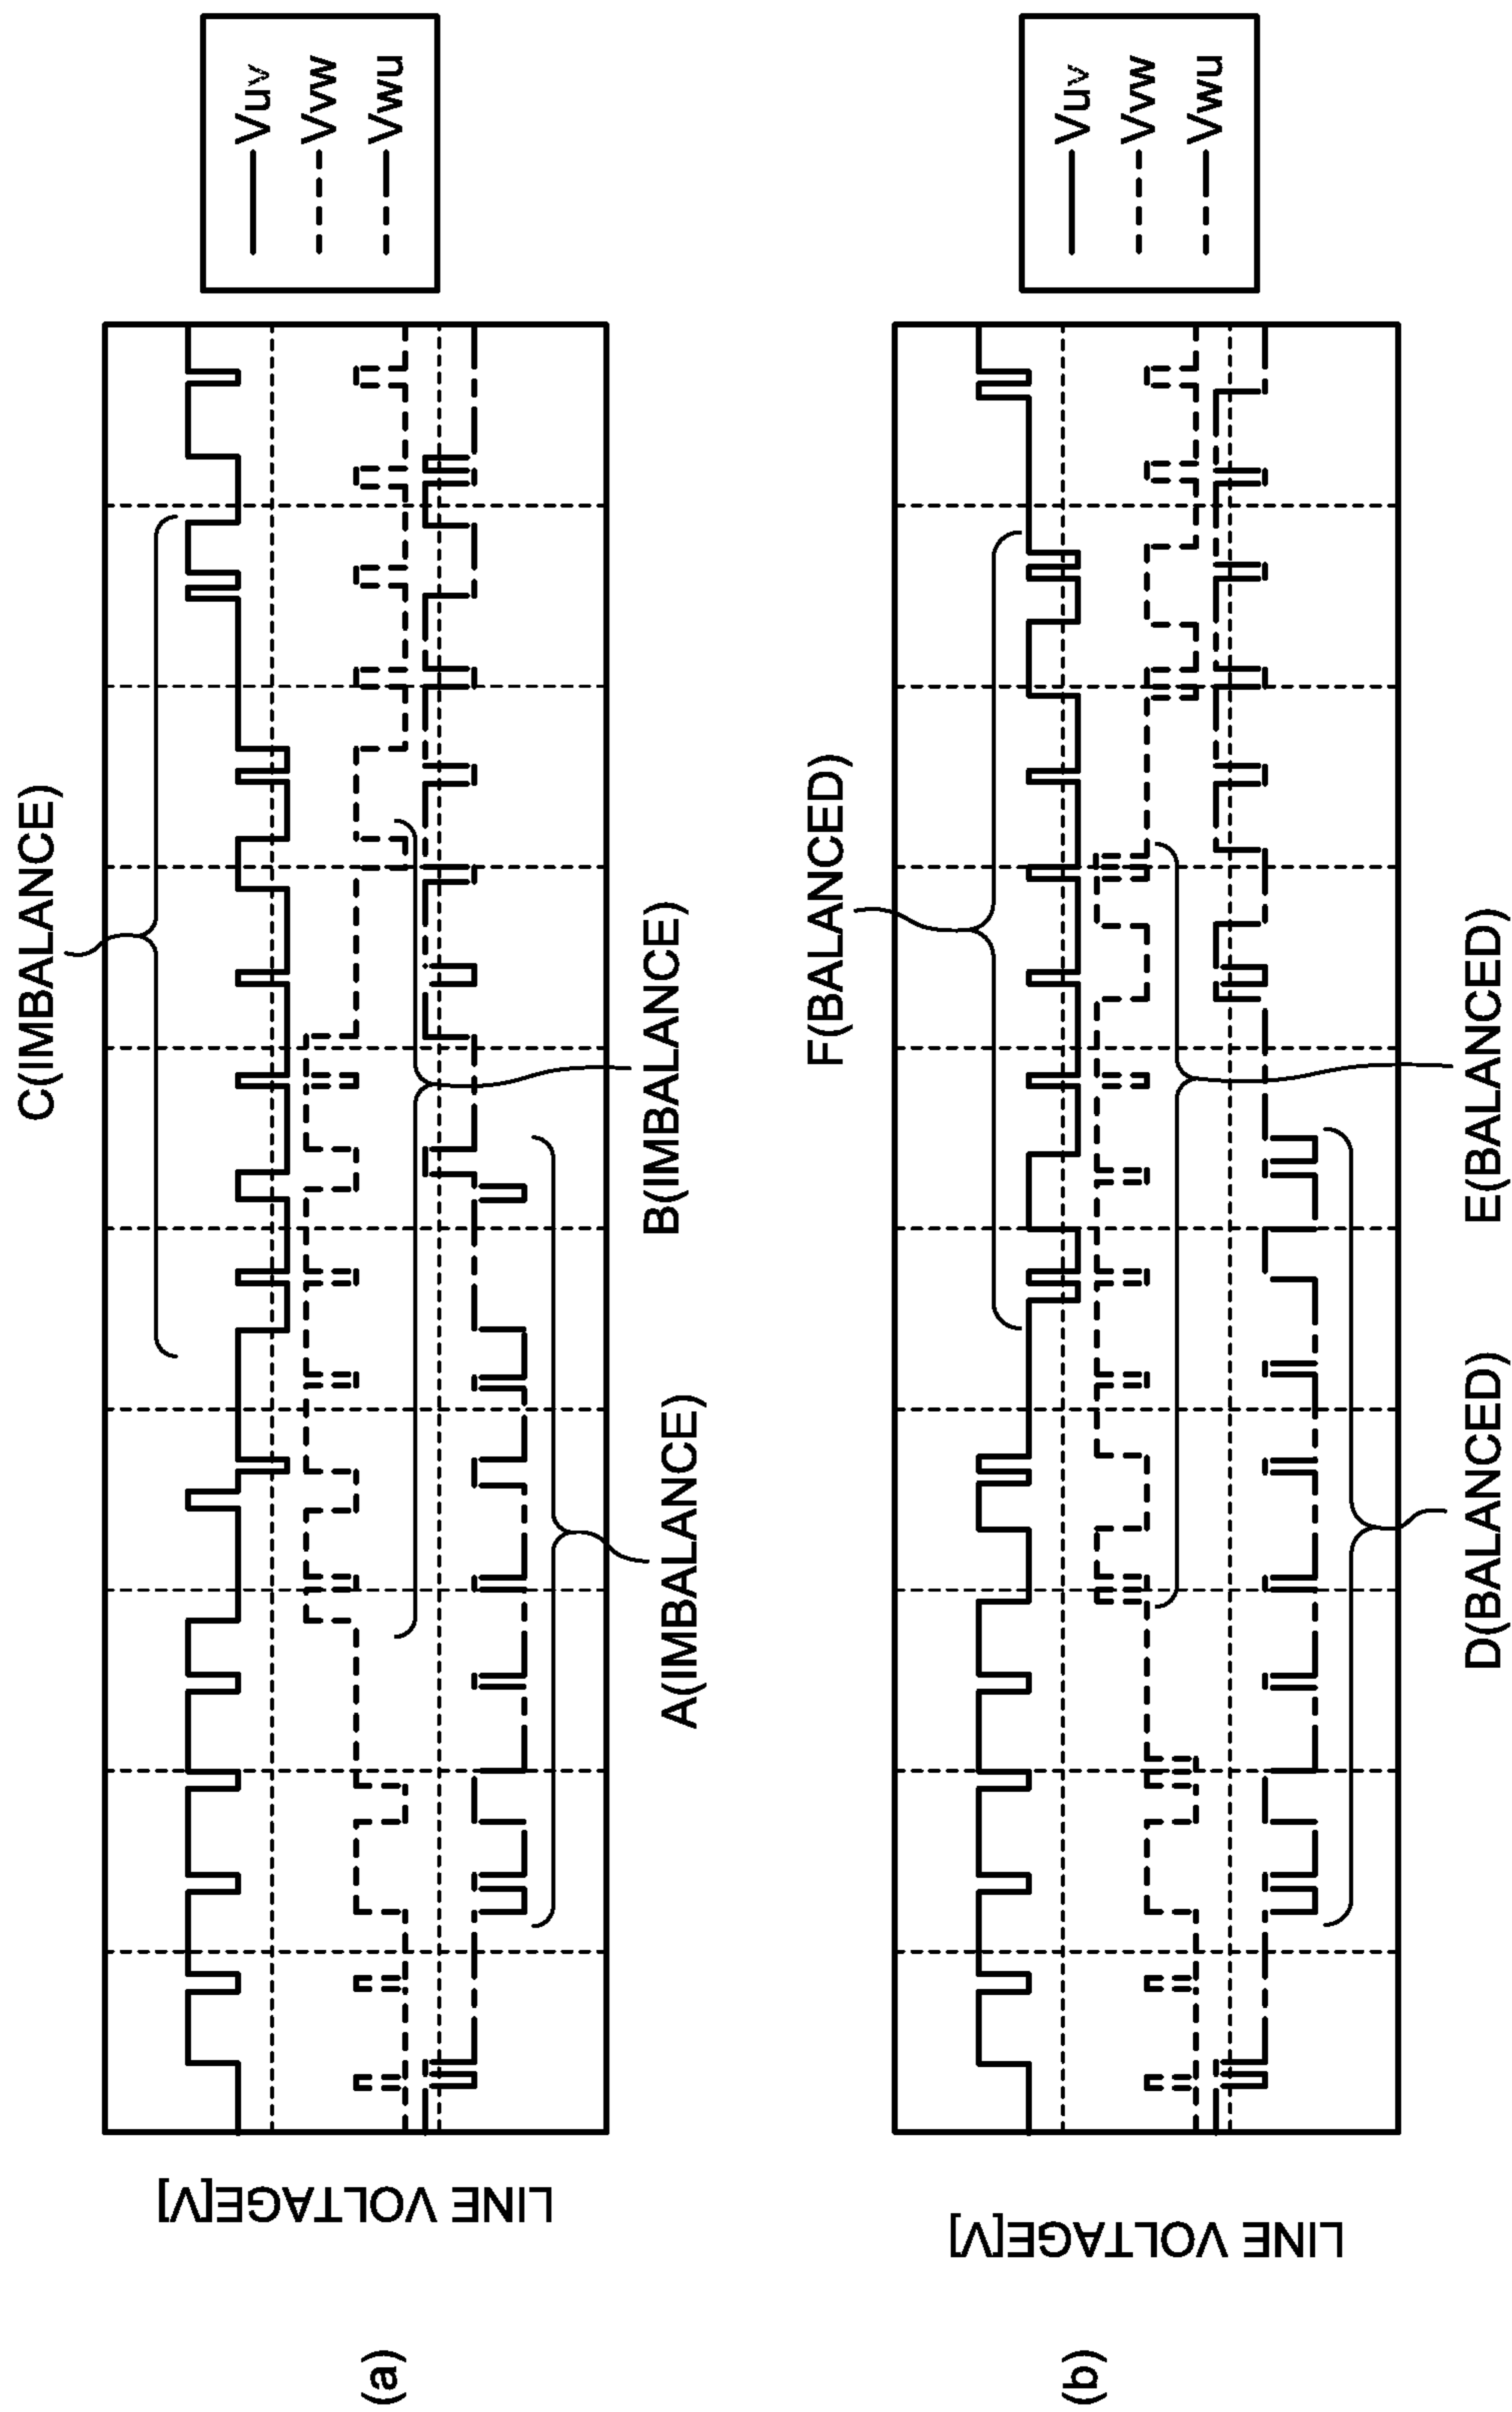 (a)
LINE VOLTAGE[V]
C(IMBALANCE)
B(IMBALANCE)
A(IMBALANCE)
Vuv
Vvw
Vwu
(b)
LINE VOLTAGE[V]
F(BALANCED)
E(BALANCED)
D(BALANCED)
Vuv
Vvw
Vwu